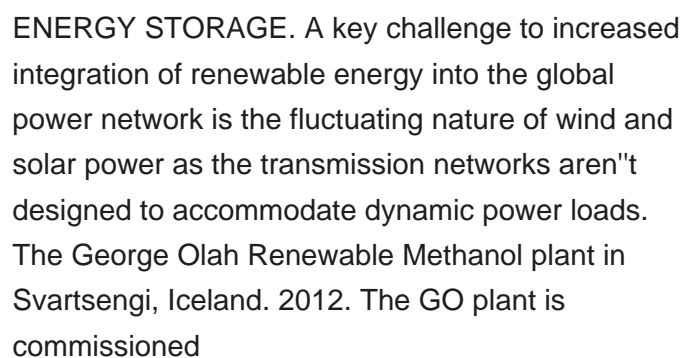 ENERGY STORAGE. A key challenge to increased
integration of renewable energy into the global
power network is the fluctuating nature of wind and
solar power as the transmission networks aren"t
designed to accommodate dynamic power loads.
The George Olah Renewable Methanol plant in
Svartsengi, Iceland. 2012. The GO plant is
commissioned